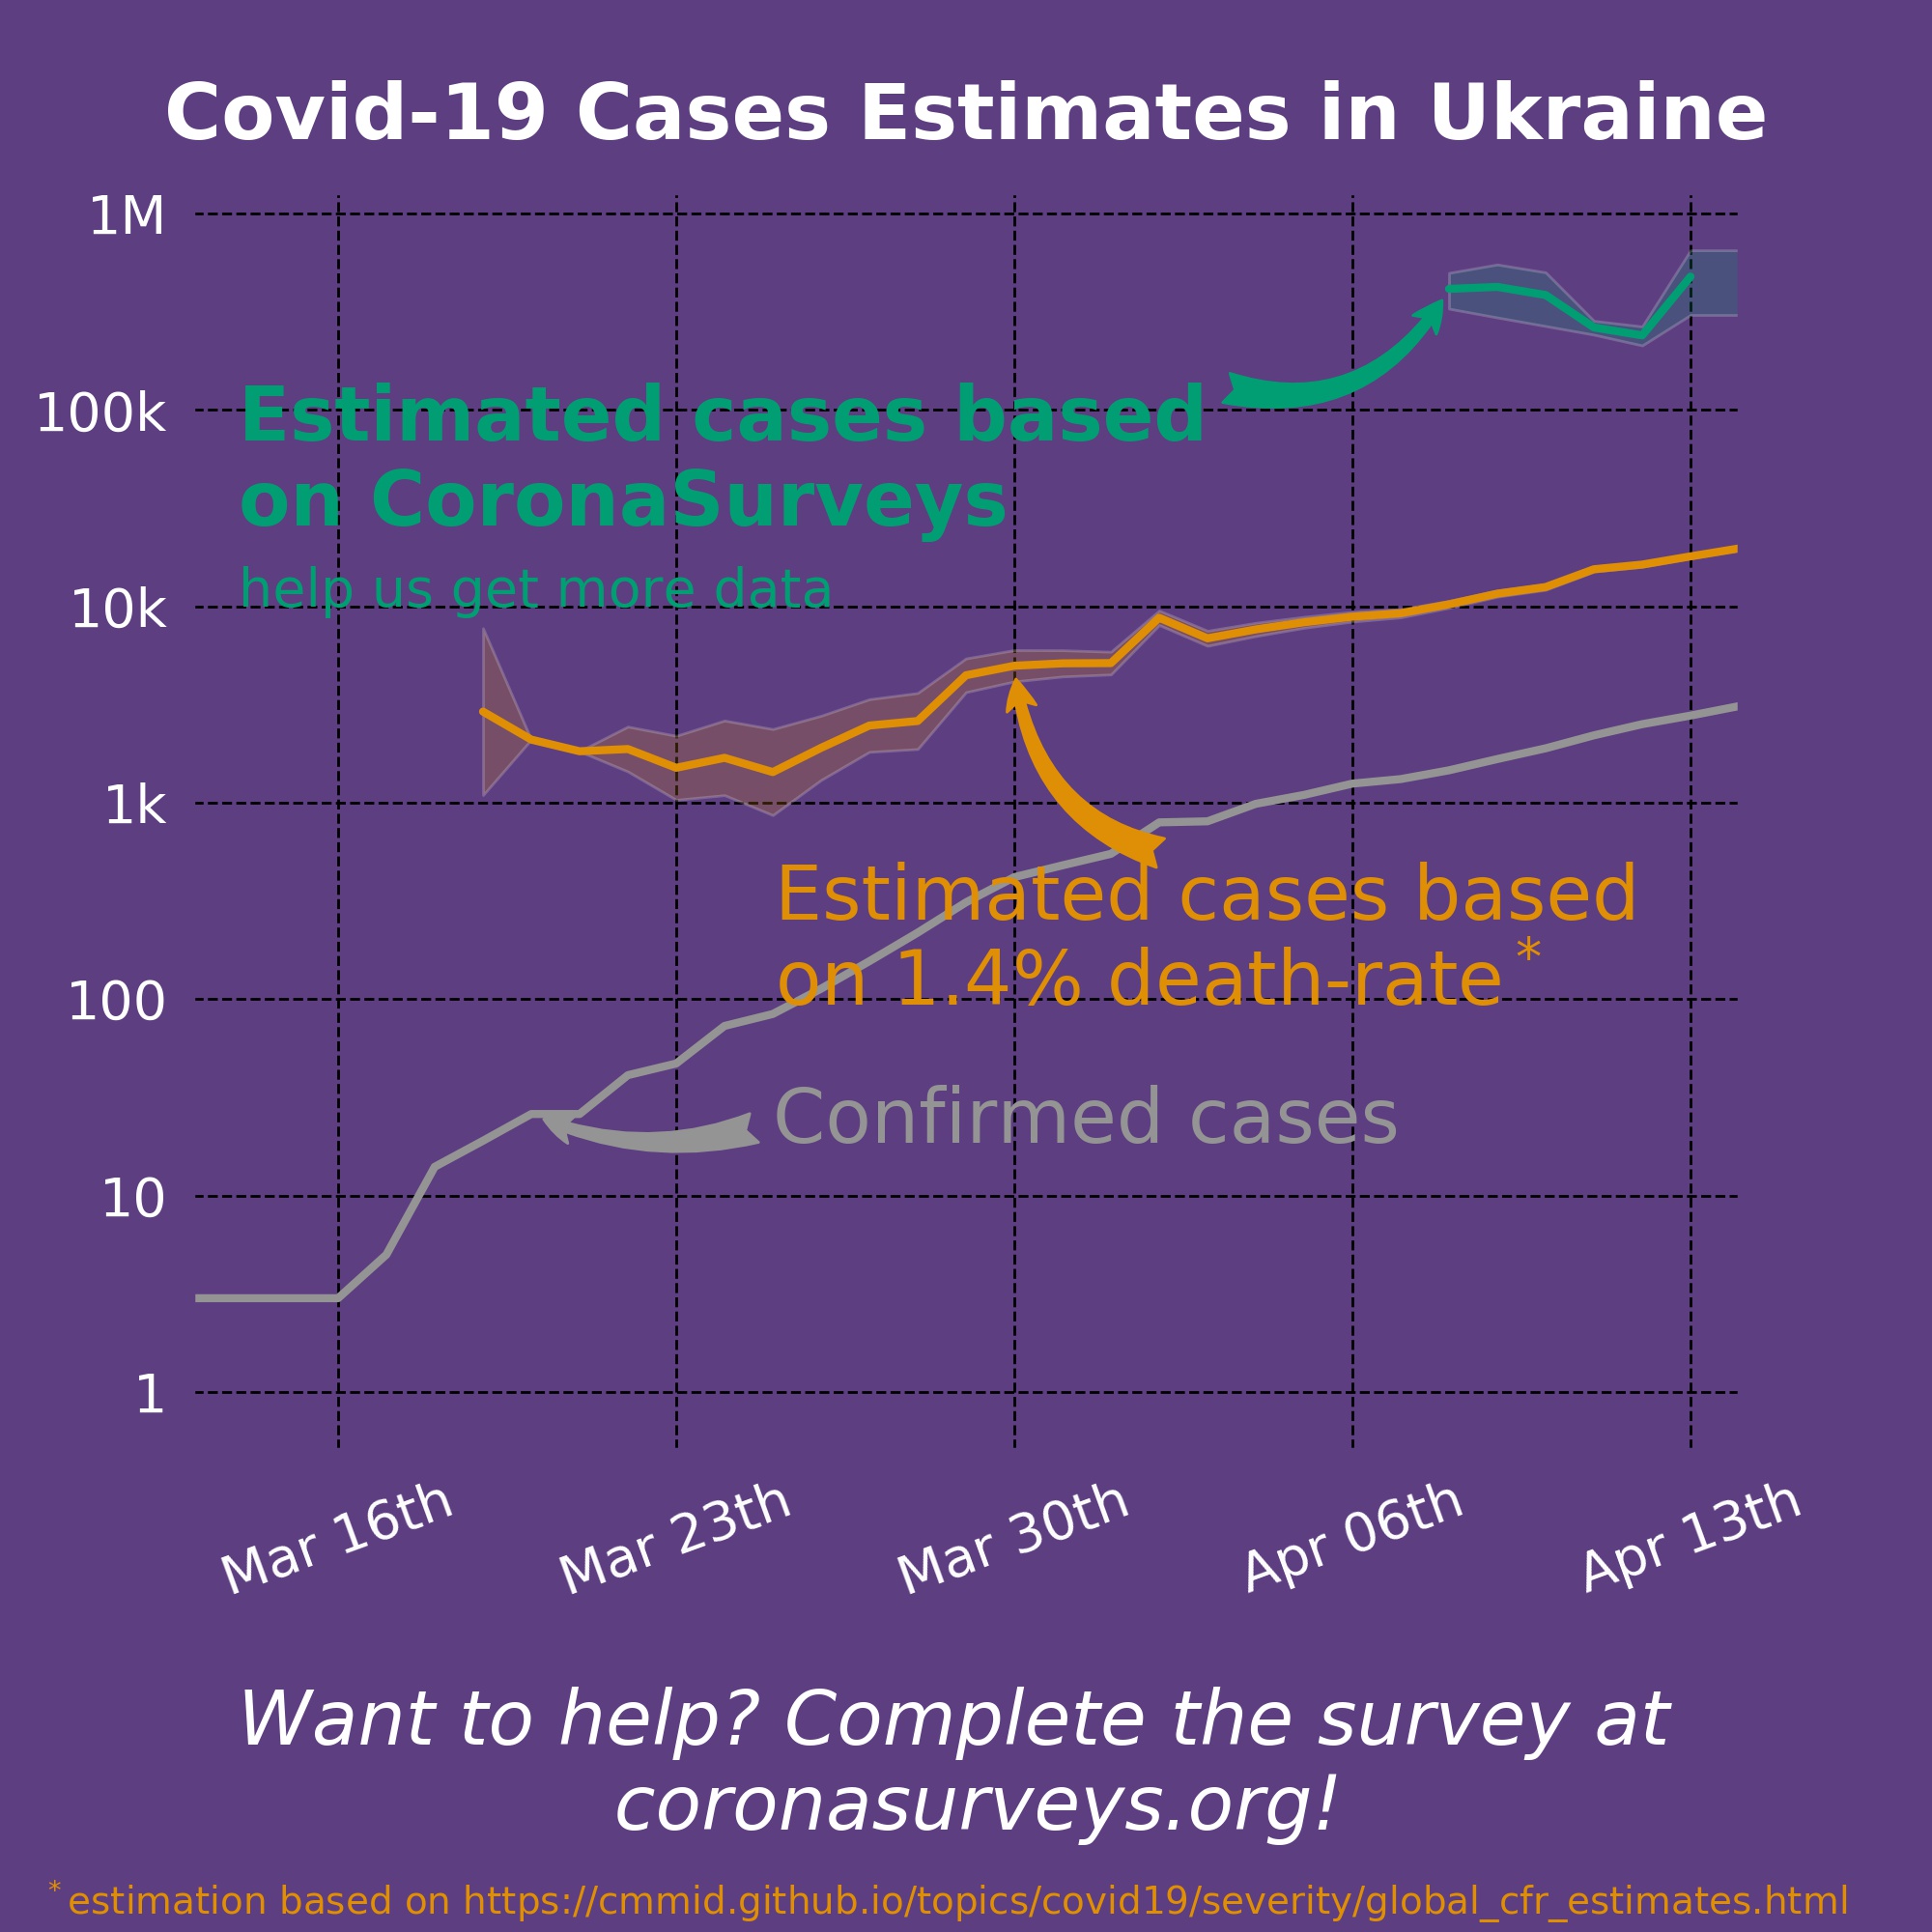 Covid-19 Cases Estimates in Ukraine
1M
100k
10k
1k
100
10
1
Estimated cases based
on CoronaSurveys
help us get more data
Estimated cases based
on 1.4% death-rate*
Confirmed cases
Mar 16th
Mar 23th
Mar 30th
Apr 06th
Apr 13th
Want to help? Complete the survey at
coronasurveys.org!
*estimation based on https://cmmid.github.io/topics/covid19/severity/global_cfr_estimates.html